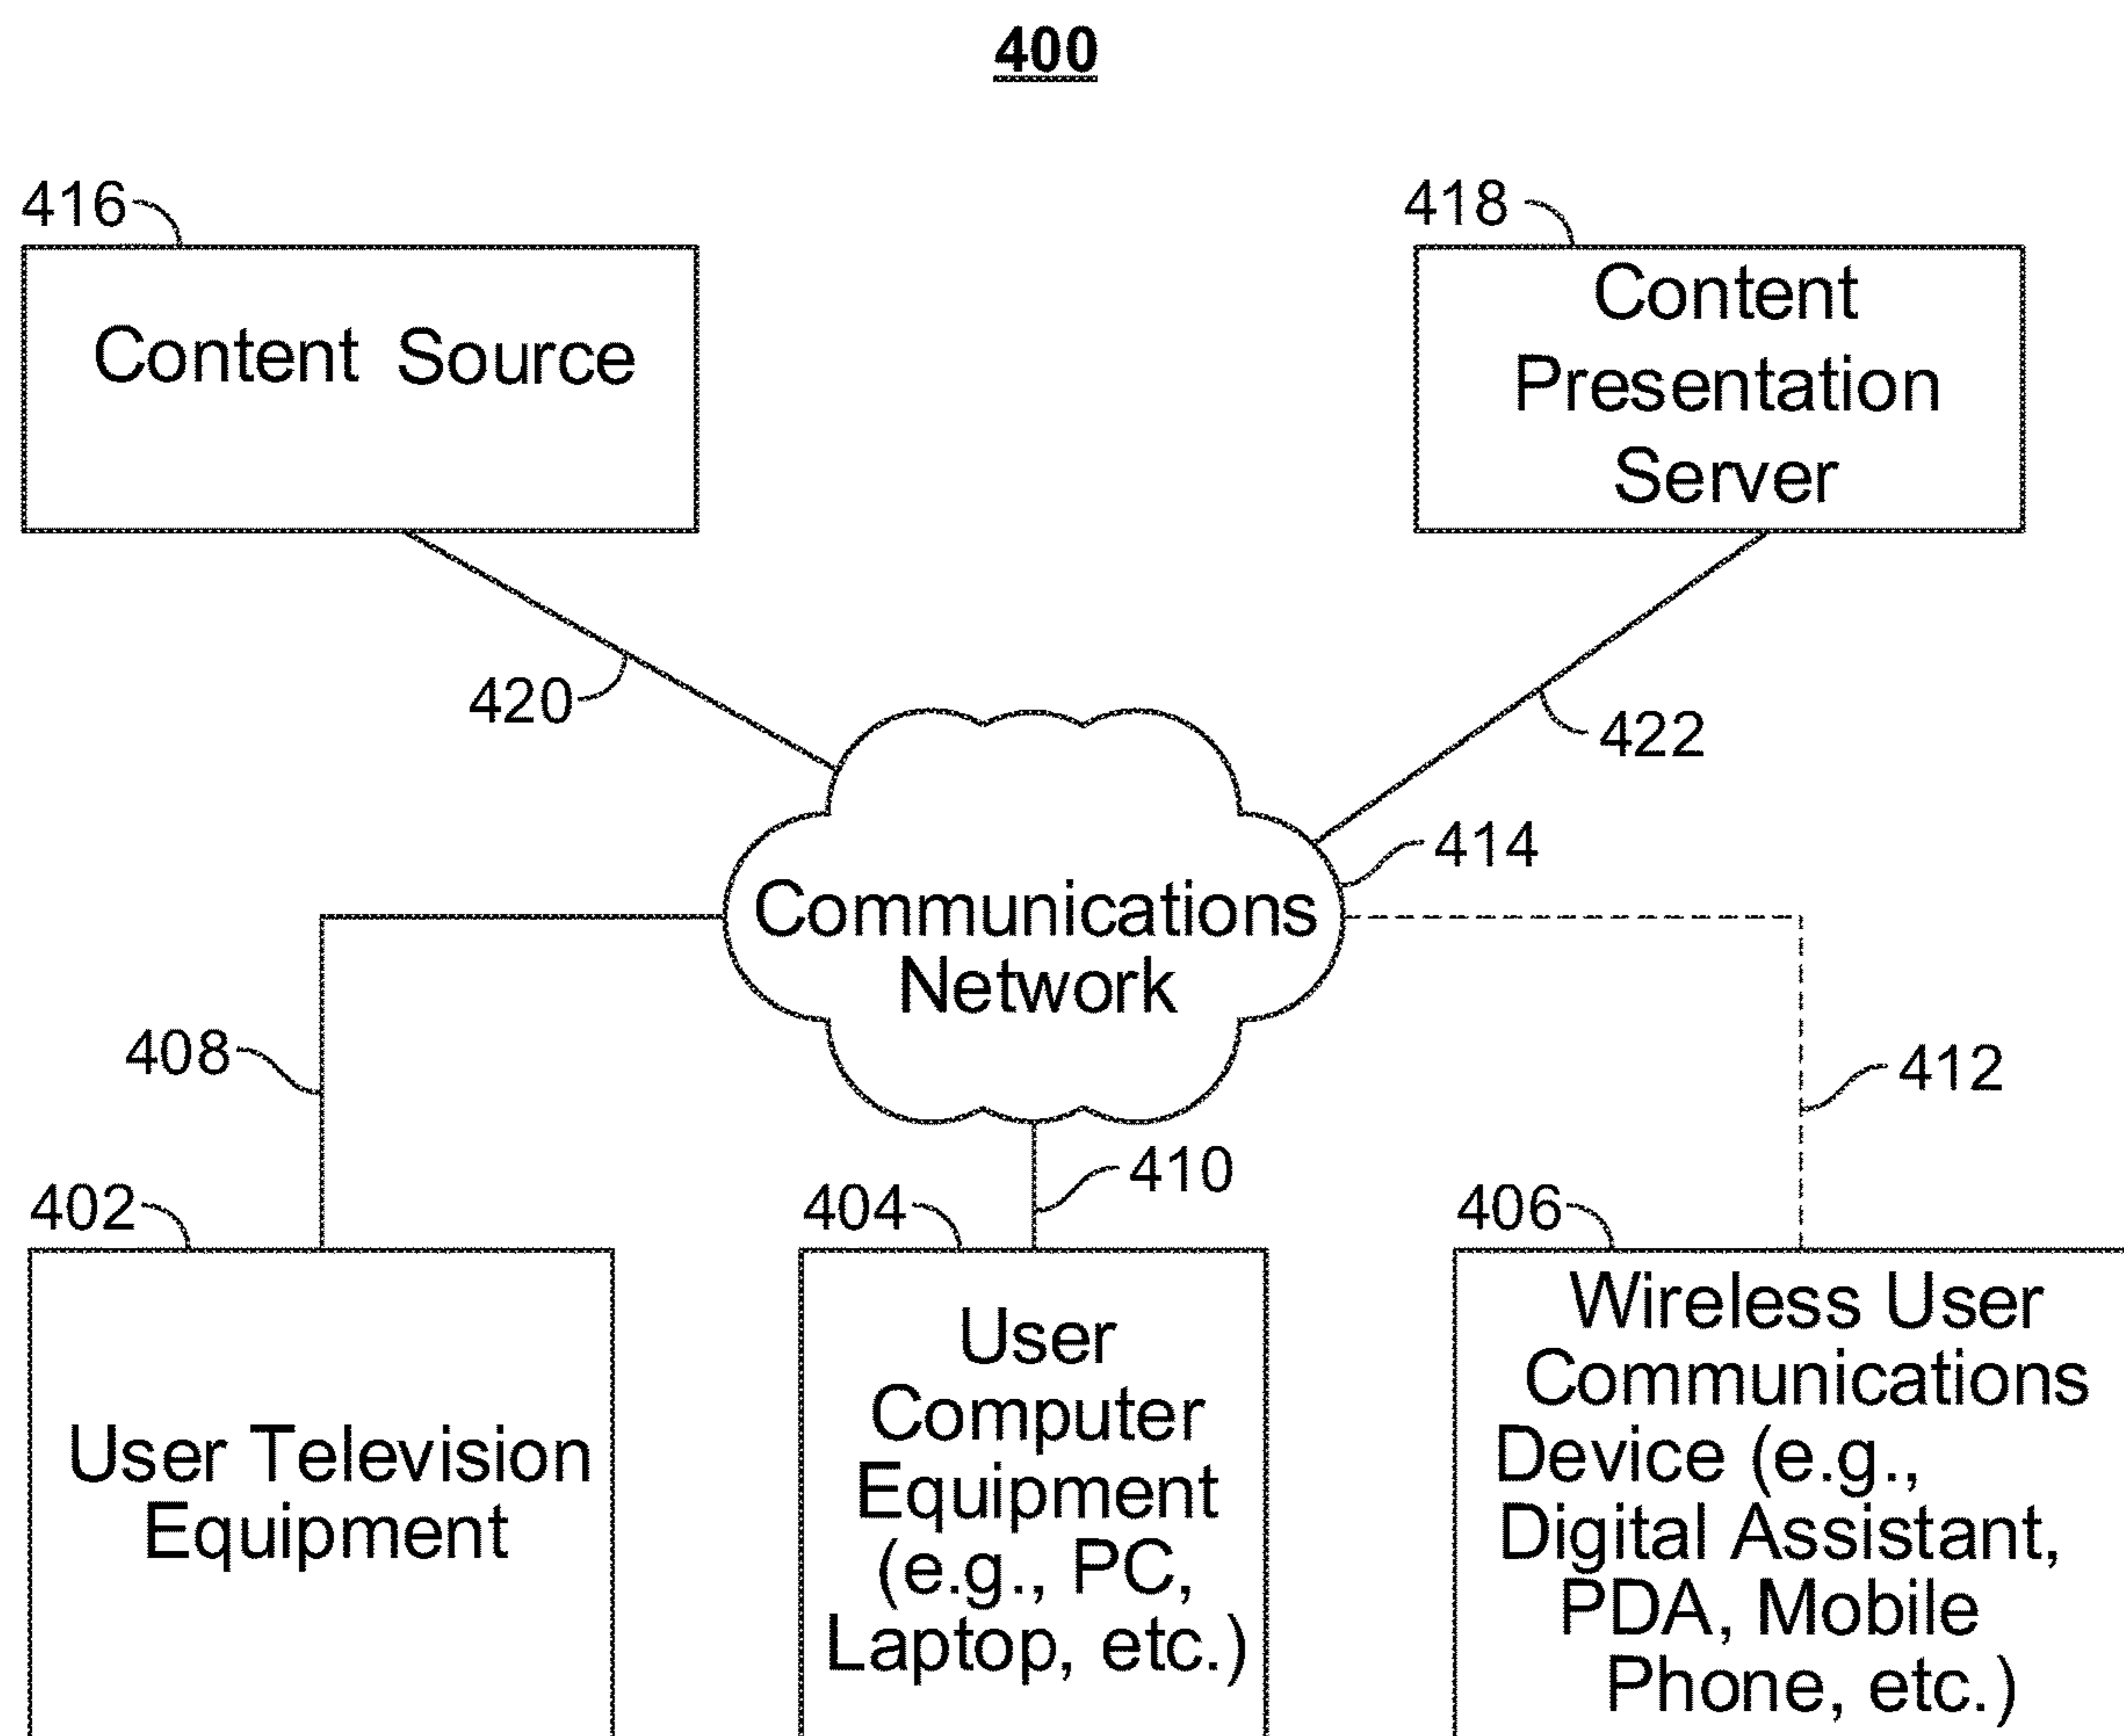 400
416
418
Content Source
Content
Presentation
Server
420
422
414
Communications
Network
408
412
410
402
404
406
User Television
Equipment
User
Computer
Equipment
(e.g., PC,
Laptop, etc.)
Wireless User
Communications
Device (e.g.,
Digital Assistant,
PDA, Mobile
Phone, etc.)